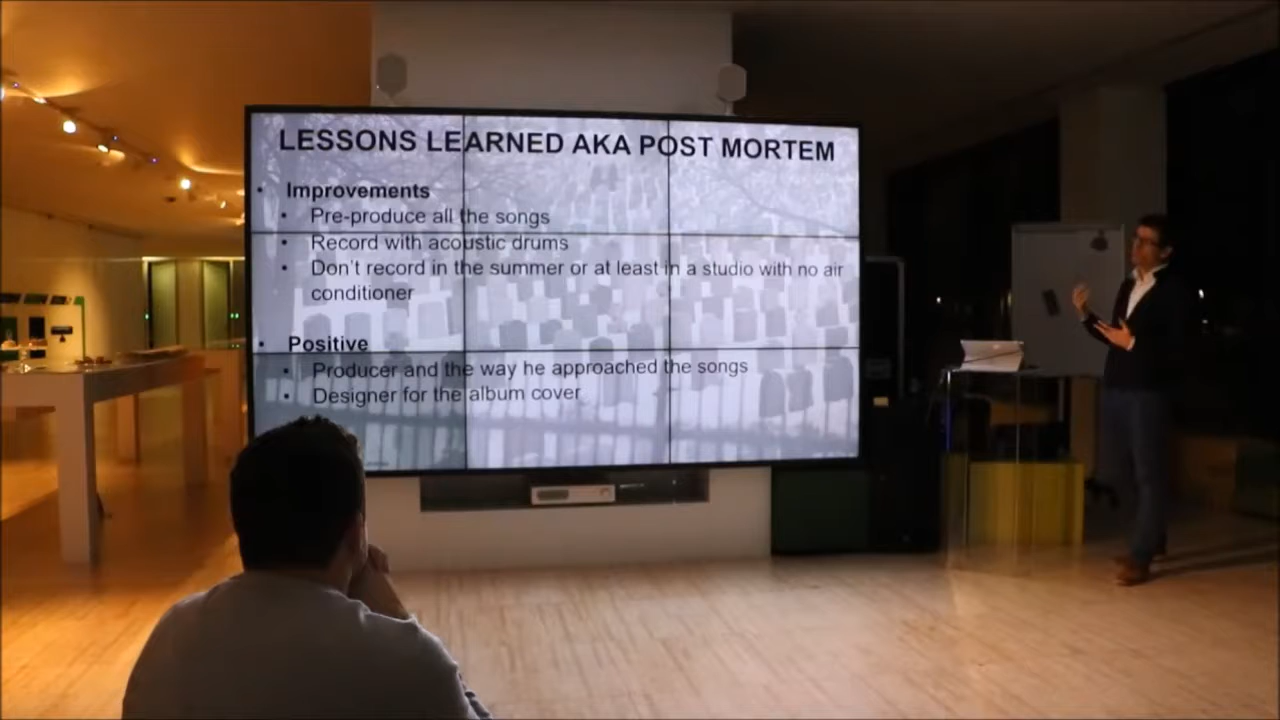 LESSONS LEARNED AKA POST MORTEM
• Improvements
• Pre-produce all the songs
• Record with acoustic drums
• Don't record in the summer or at least in a studio with no air
conditioner
• Positive
• Producer and the way he approached the songs
• Designer for the album cover